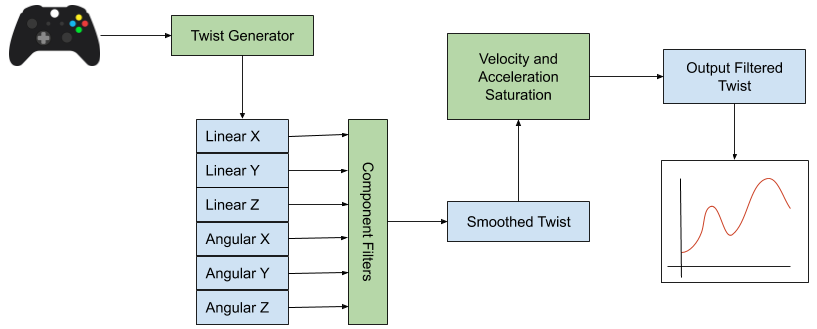 Twist Generator
Linear X
Linear Y
Linear Z
Angular X
Angular Y
Angular Z
Component Filters
Smoothed Twist
Velocity and
Acceleration
Saturation
Output Filtered
Twist